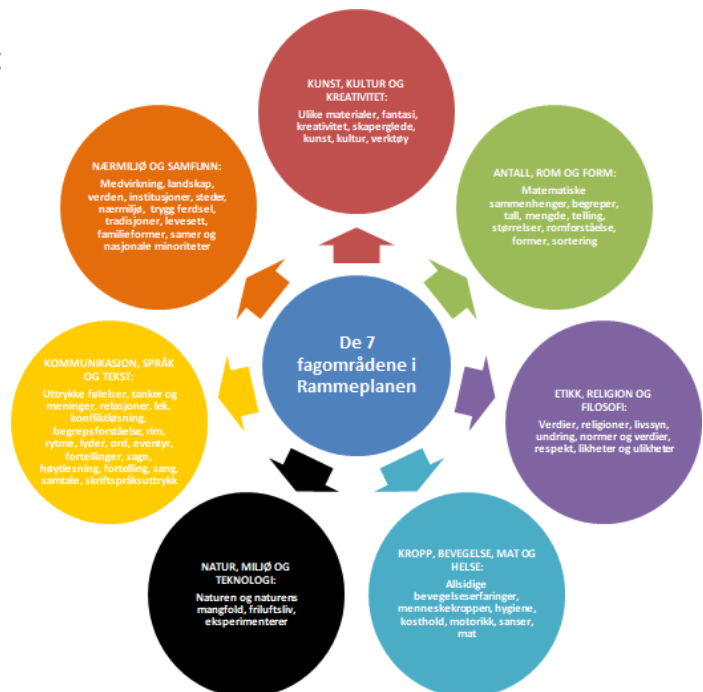 :
KUNST, KULTUR OG
KREATIVITET:
Ulike materialer, fantasi,
kreativitet, skaperglede,
kunst, kultur, verktøy
ANTALL, ROM OG FORM:
Matematiske
sammenhenger, begreper,
tall, mengde, telling,
størrelser, romforståelse,
former, sortering
ETIKK, RELIGION OG
FILOSOFI:
Verdier, religioner, livssyn,
undring, normer og verdier,
respekt, likheter og ulikheter
KROPP, BEVEGELSE, MAT OG
HELSE:
Allsidige
bevegelseserfaringer,
menneskekroppen, hygiene,
kosthold, motorikk, sanser,
mat
NATUR, MILJØ OG
TEKNOLOGI:
Naturen og naturens
mangfold, friluftsliv,
eksperimenterer
KOMMUNIKASJON, SPRÅK
OG TEKST:
Uttrykke følelser, tanker og
meninger, relasjoner, lek,
konfliktløsning,
begrepsforståelse, rim,
rytme, lyder, ord, eventyr,
fortellinger, sagn,
høytlesning, fortelling, sang,
samtale, skriftspråksuttrykk
NÆRMILJØ OG SAMFUNN:
Medvirkning, landskap,
verden, institusjoner, steder,
nærmiljø, trygg ferdsel,
tradisjoner, levesett,
familieformer, samer og
nasjonale minoriteter
De 7
fagområdene i
Rammeplanen